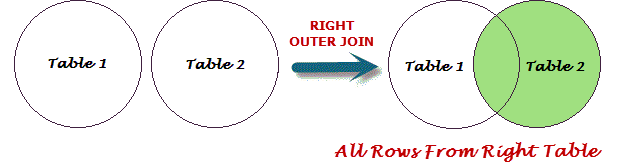 Table 1
Table 2
RIGHT
OUTER JOIN
Table 1
Table 2
All Rows From Right Table